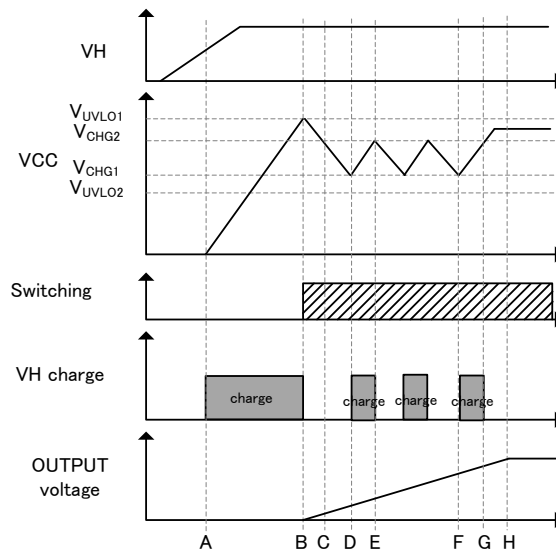 VH
VUVLO1
VCHG2
VCC
VCHG1
VUVLO2
Switching
VH charge
charge
charge
charge
charge
OUTPUT
voltage
A B C D E F G H